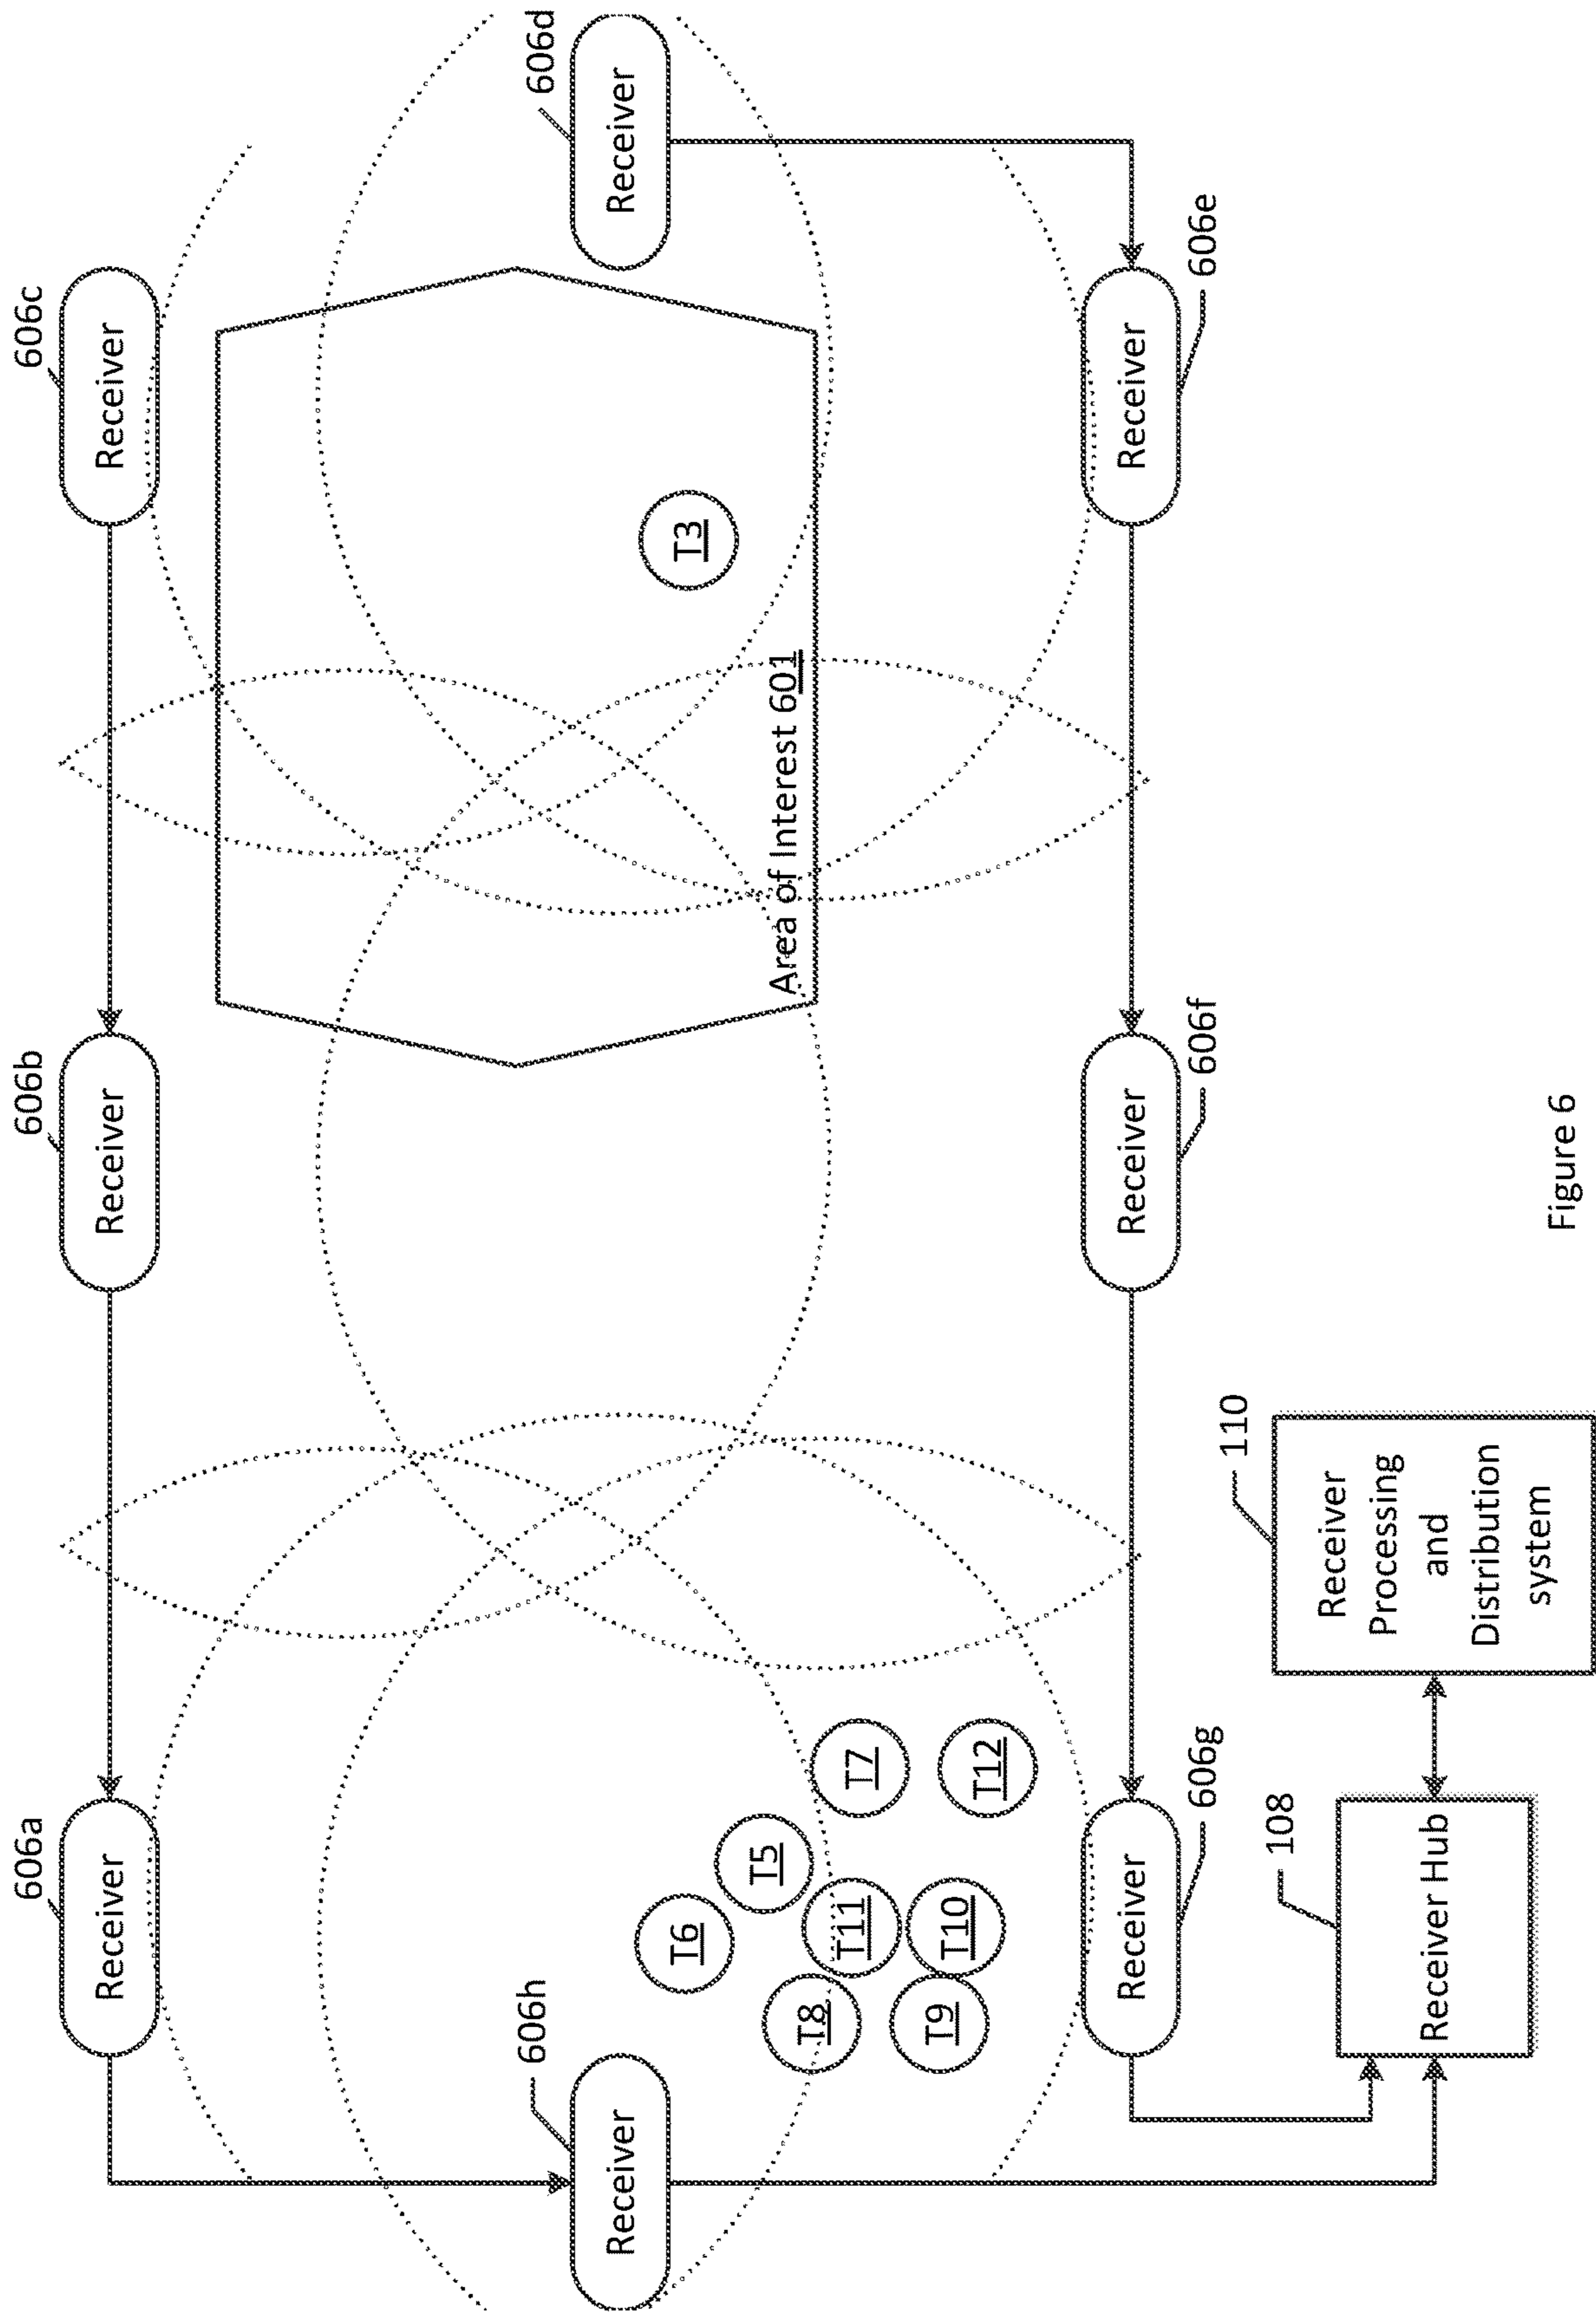 606a
Receiver
606b
Receiver
606c
Receiver
606h
Receiver
606d
Receiver
T3
Area of Interest 601
T6
T5
T8
T11
T7
T9
T10
T12
Receiver
606g
Receiver
606f
Receiver
606e
108
Receiver Hub
110
Receiver
Processing
and
Distribution
system
Figure 6